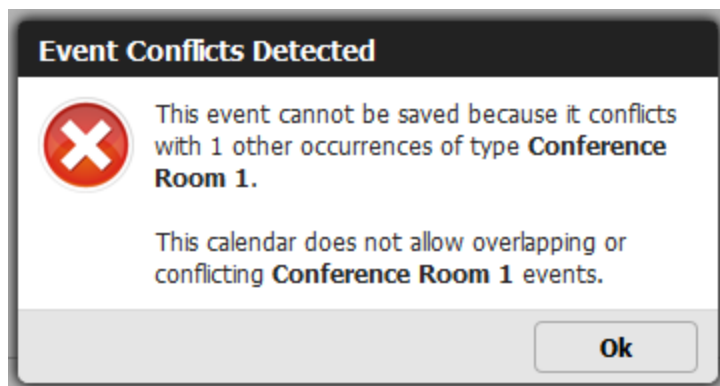 Event Conflicts Detected
This event cannot be saved because it conflicts
with 1 other occurrences of type Conference
Room 1.
This calendar does not allow overlapping or
conflicting Conference Room 1 events.
Ok